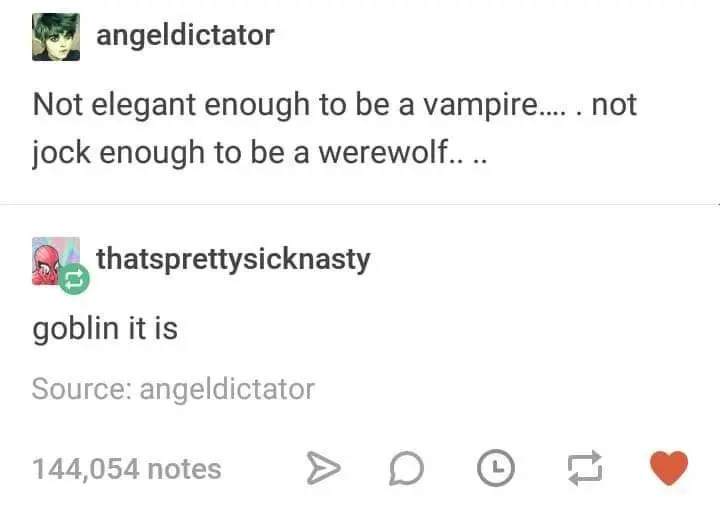 angeldictator
Not elegant enough to be a vampire.... . not
jock enough to be a werewolf.. ..
thatsprettysicknasty
goblin it is
Source: angeldictator
144,054 notes